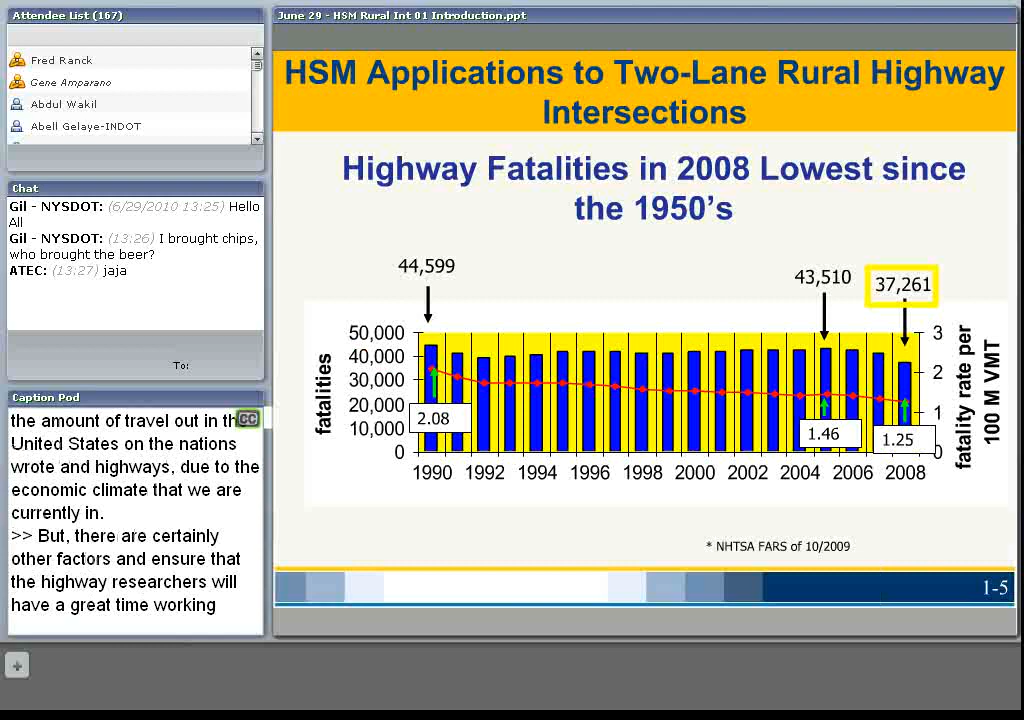 Attendee List (167)
Fred Ranck
Gene Amparano
Abdul Wakil
Abell Gelaye-INDOT
Chat
Gil - NYSDOT: (6/29/2010 13:25) Hello
All
Gil - NYSDOT: (13:26) I brought chips,
who brought the beer?
ATEC: (13:27) jaja
To:
Caption Pod
the amount of travel out in th
CC
United States on the nations
wrote and highways, due to the
economic climate that we are
currently in.
>> But, there are certainly
other factors and ensure that
the highway researchers will
have a great time working
June 29 - HSM Rural Int 01 Introduction.ppt
HSM Applications to Two-Lane Rural Highway
Intersections
Highway Fatalities in 2008 Lowest since
the 1950's
44,599
43,510
37,261
50,000
40,000
30,000
20,000
10,000
0
fatalities
2.08
1.46
1.25
3
2
1
0
fatality rate per
100 M VMT
1990 1992 1994 1996 1998 2000 2002 2004 2006 2008
* NHTSA FARS of 10/2009
1-5